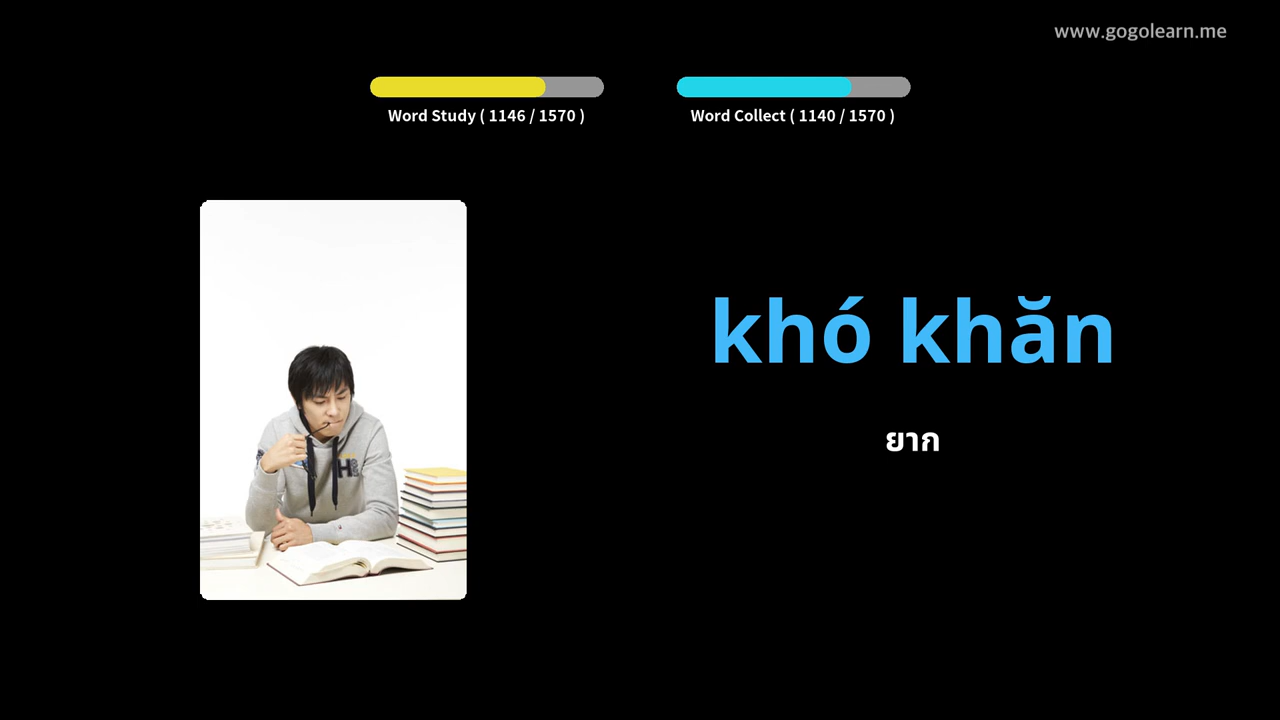 www.gogolearn.me
Word Study ( 1146 / 1570 )
Word Collect ( 1140 / 1570 )
khó khăn
ยาก